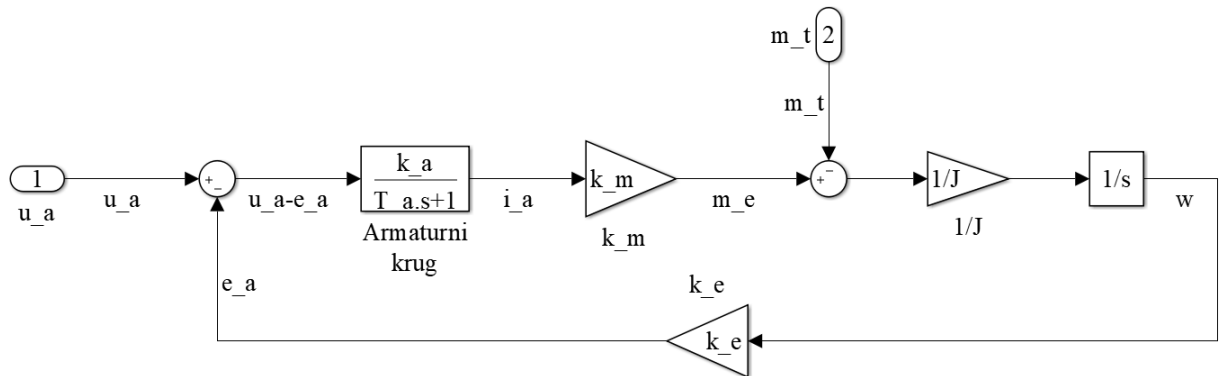 m_t
2
m_t
1
u_a
u_a
+
-
u_a-e_a
k_a
T_a.s+1
Armaturni
krug
i_a
k_m
k_m
m_e
+
-
1/J
1/J
1/s
w
e_a
k_e
k_e